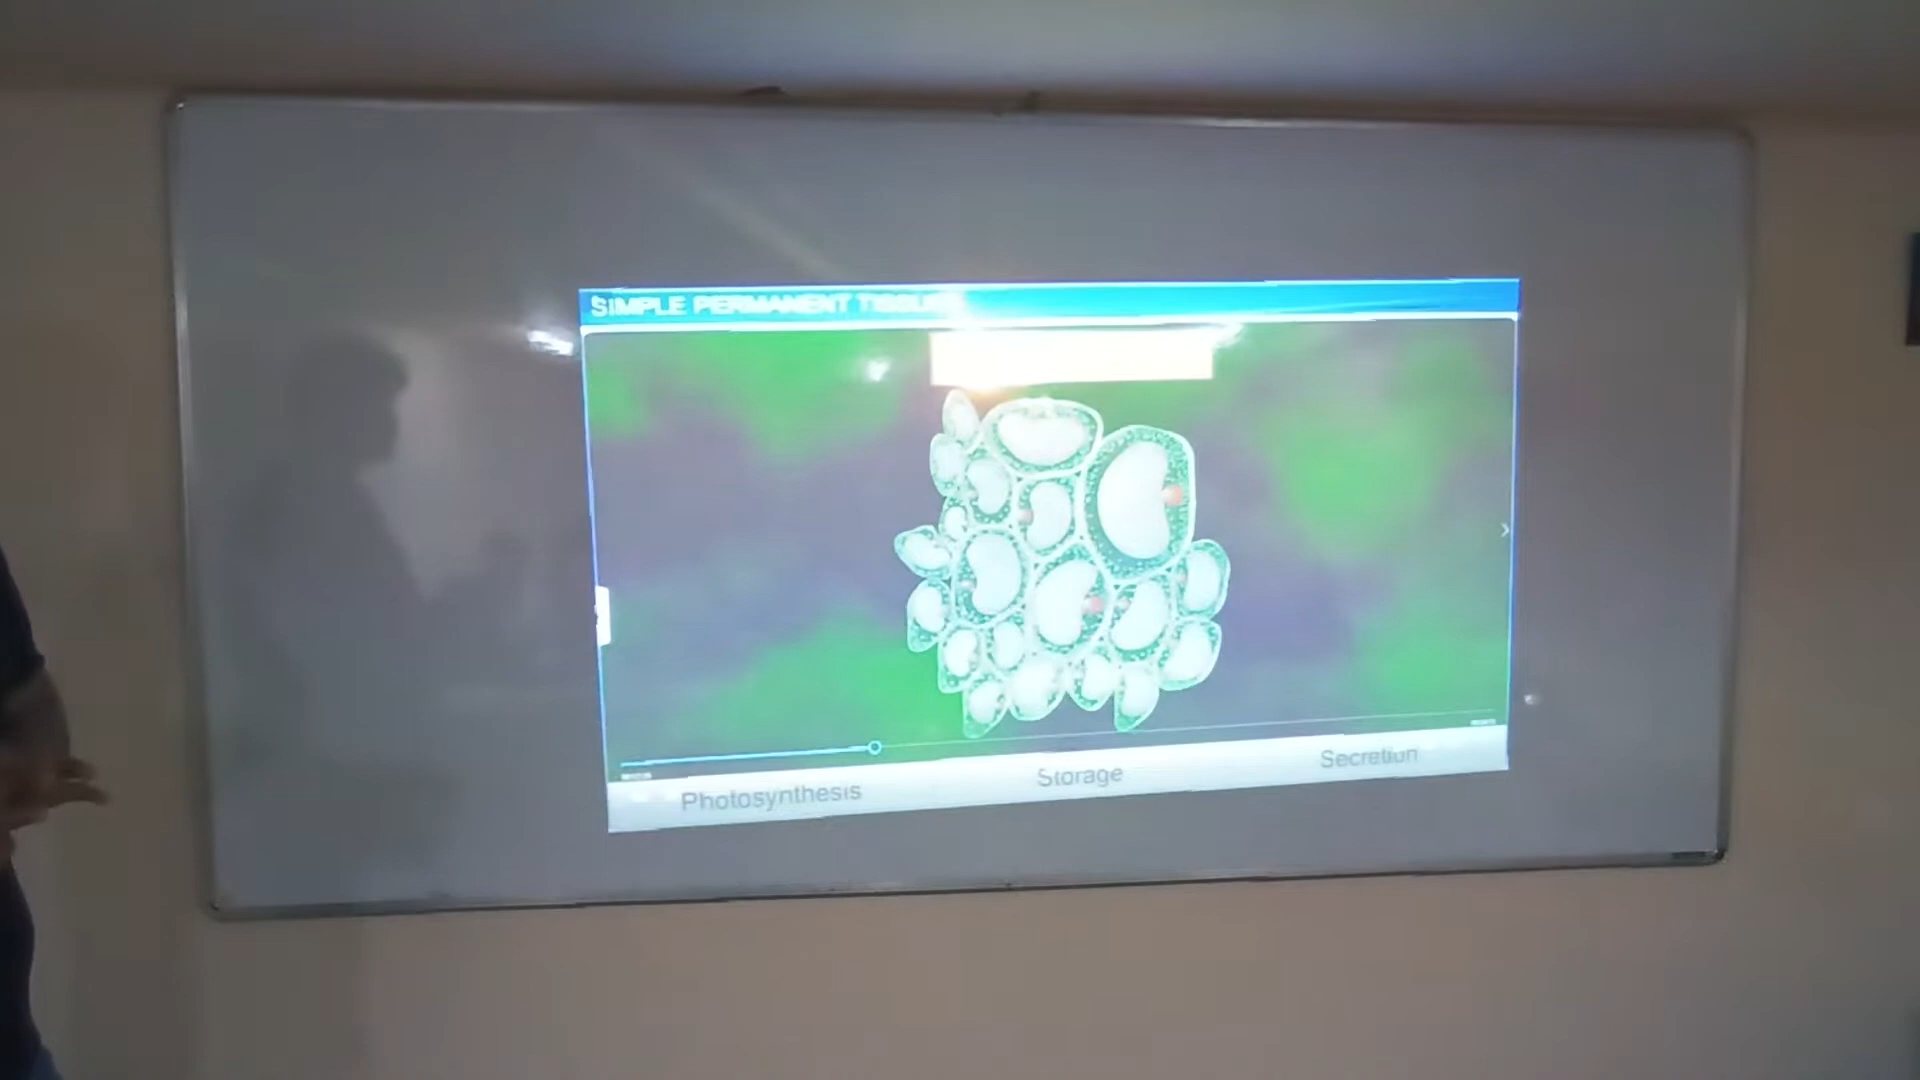 SIMPLE PERMANENT TISSUE
Photosynthesis
Storage
Secretion